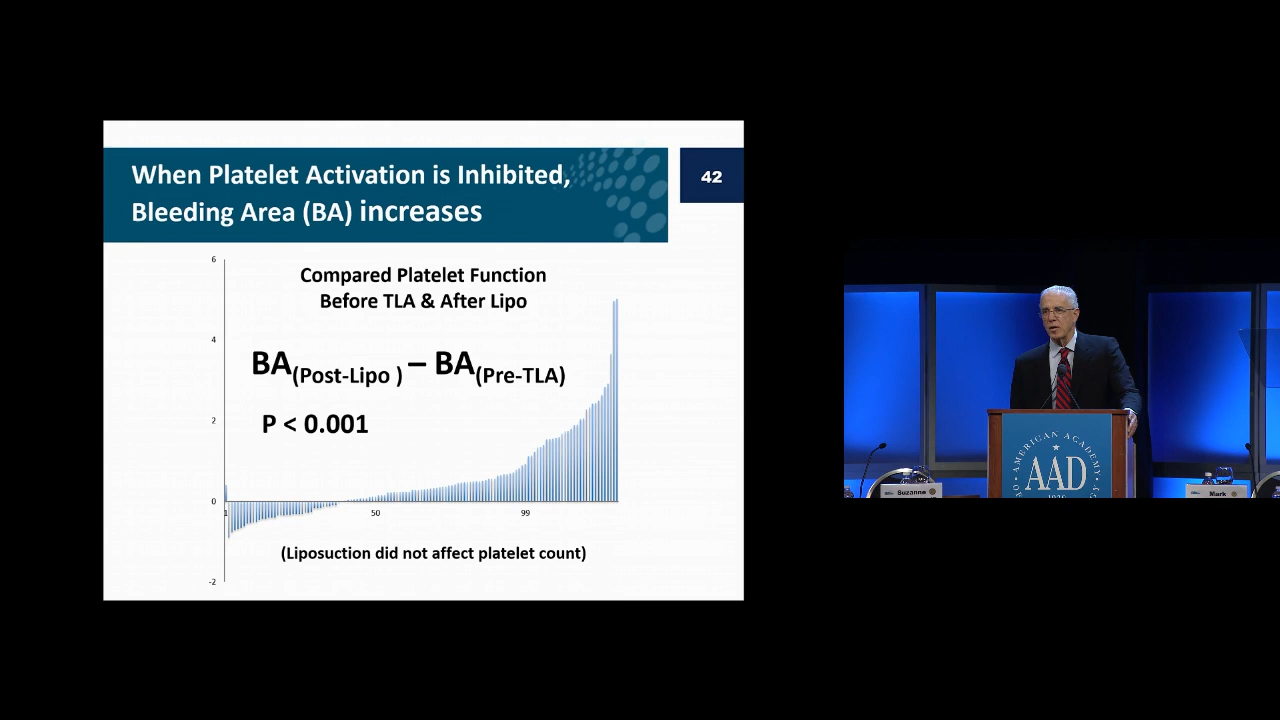 When Platelet Activation is Inhibited,
Bleeding Area (BA) increases
42
Compared Platelet Function
Before TLA & After Lipo
BA(Post-Lipo ) – BA(Pre-TLA)
P < 0.001
6
4
2
0
-2
1
50
99
(Liposuction did not affect platelet count)
AMERICAN ACADEMY
AAD
Suzanne
Mark